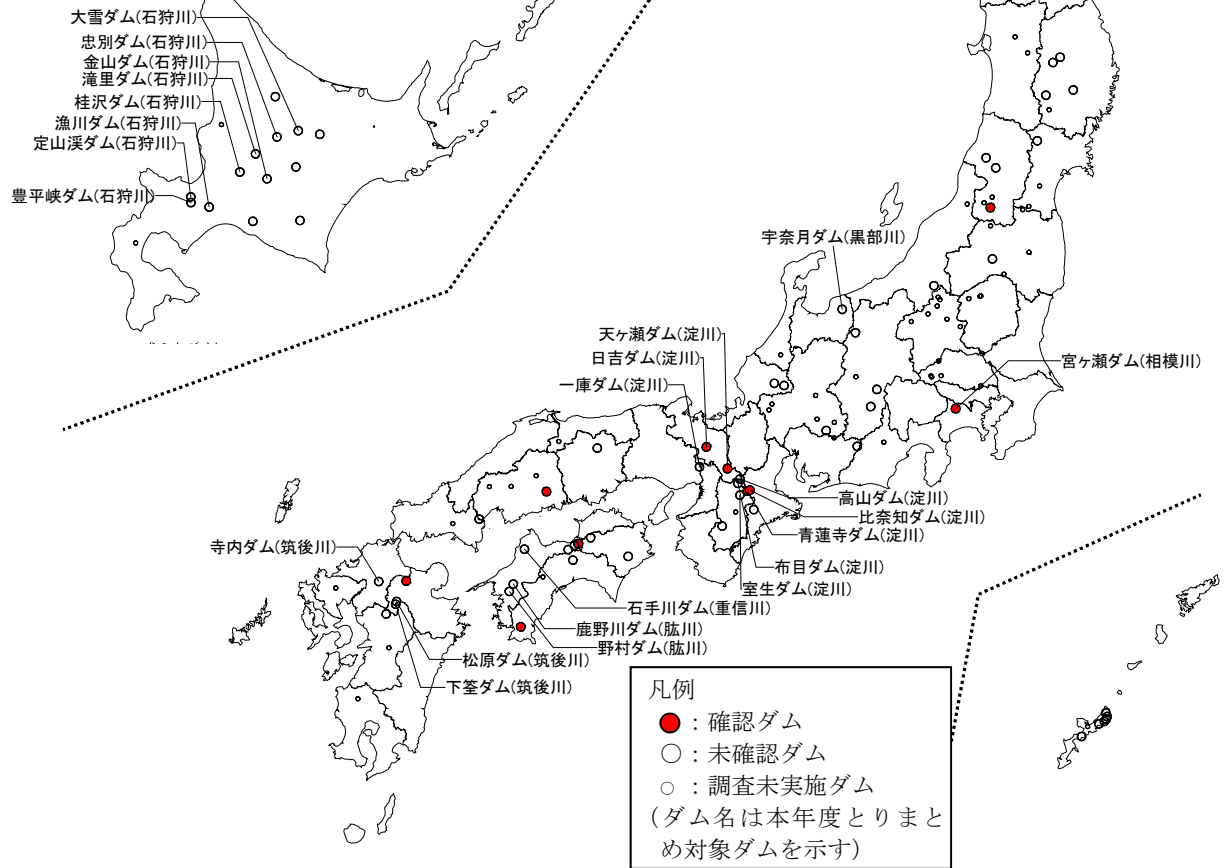 大雪ダム(石狩川)
忠別ダム(石狩川)
金山ダム(石狩川)
滝里ダム(石狩川)
桂沢ダム(石狩川)
漁川ダム(石狩川)
定山渓ダム(石狩川)
豊平峡ダム(石狩川)
宇奈月ダム(黒部川)
天ヶ瀬ダム(淀川)
日吉ダム(淀川)
一庫ダム(淀川)
宮ヶ瀬ダム(相模川)
高山ダム(淀川)
比奈知ダム(淀川)
青蓮寺ダム(淀川)
布目ダム(淀川)
室生ダム(淀川)
寺内ダム(筑後川)
石手川ダム(重信川)
鹿野川ダム(肱川)
野村ダム(肱川)
松原ダム(筑後川)
下筌ダム(筑後川)
凡例
：確認ダム
：未確認ダム
：調査未実施ダム
(ダム名は本年度とりまと
め対象ダムを示す)